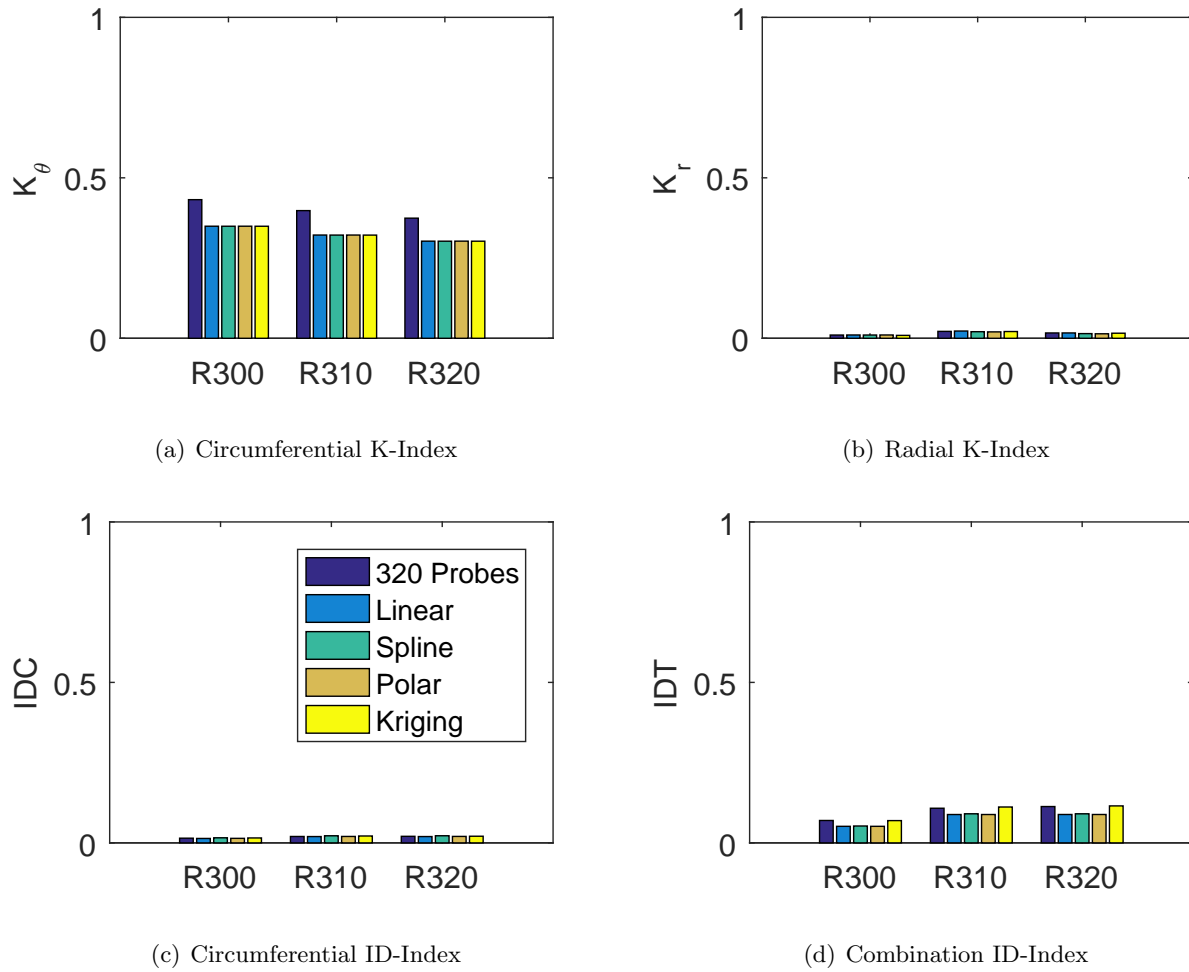 1
0.5
0
K_θ
R300 R310 R320
(a) Circumferential K-Index
1
0.5
0
K_r
R300 R310 R320
(b) Radial K-Index
1
0.5
0
IDC
320 Probes
Linear
Spline
Polar
Kriging
R300 R310 R320
(c) Circumferential ID-Index
1
0.5
0
IDT
R300 R310 R320
(d) Combination ID-Index